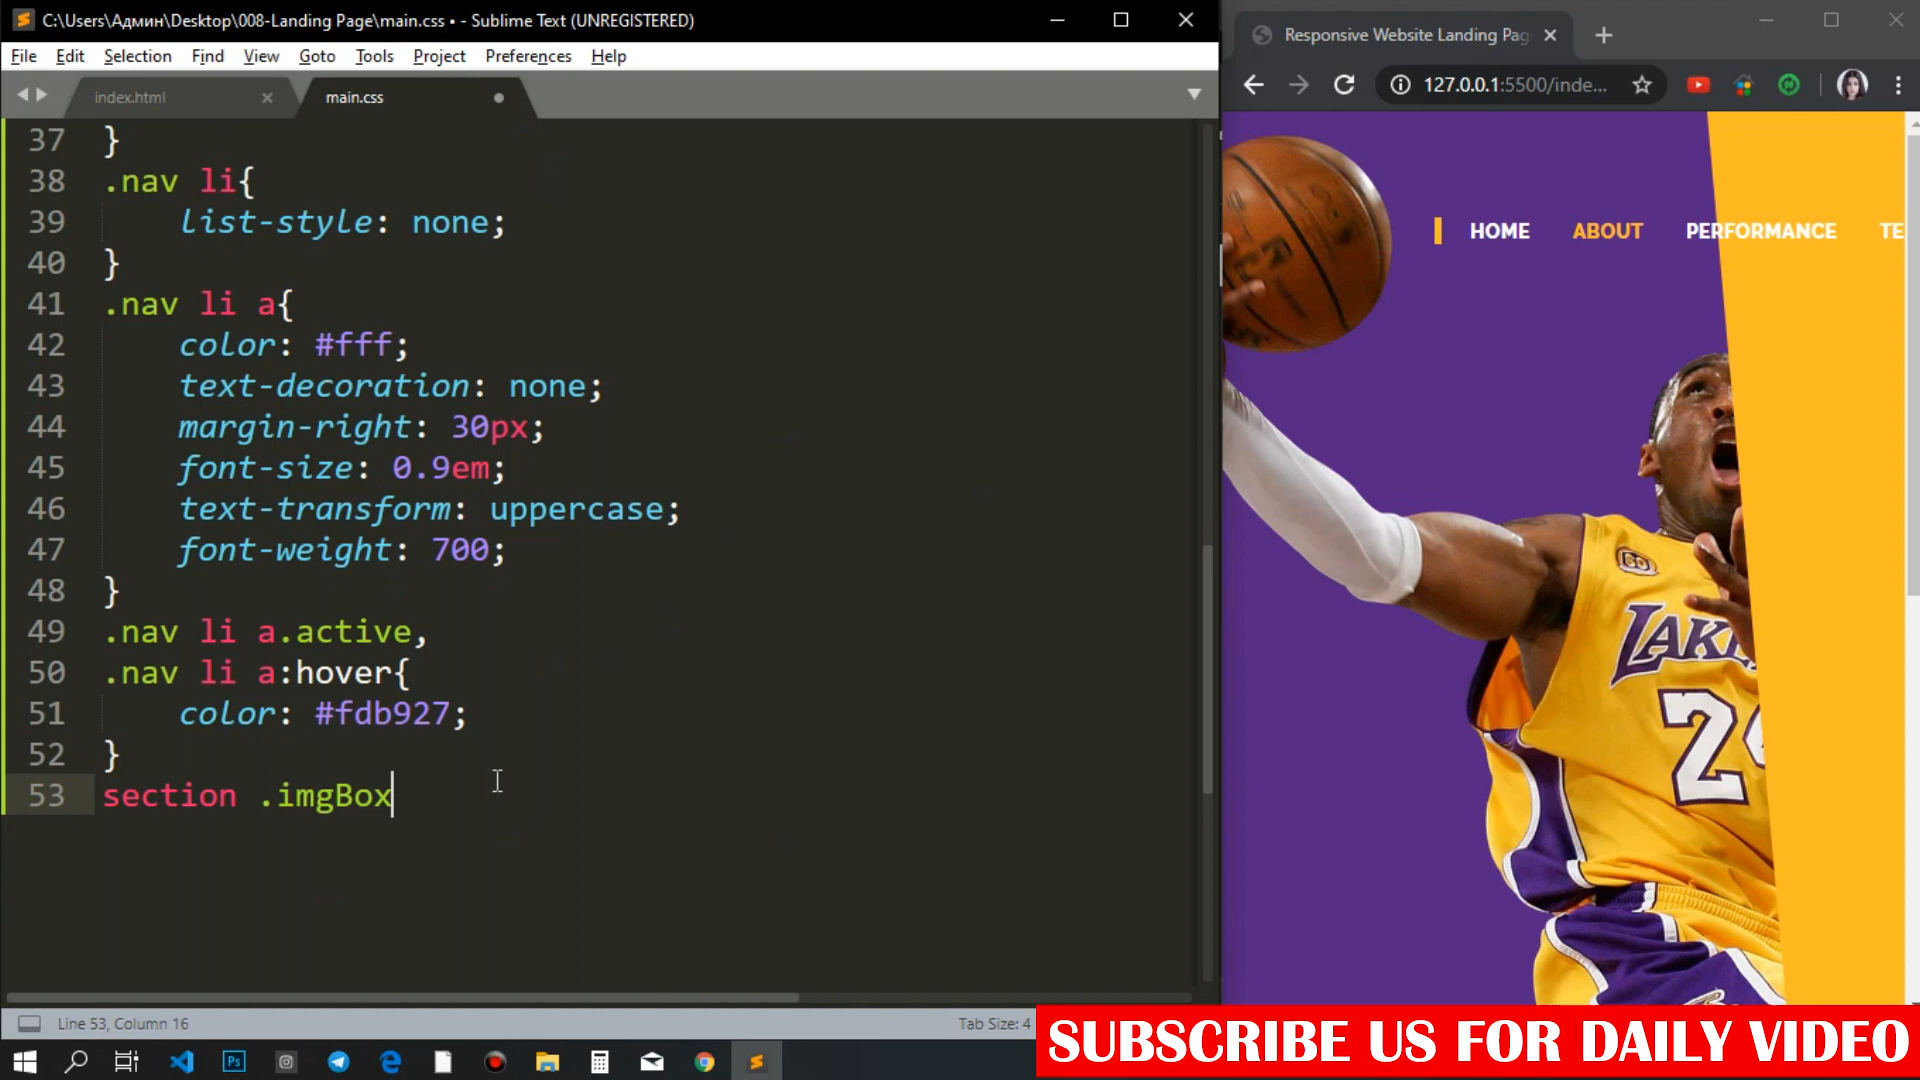 C:\Users\Админ\Desktop\008-Landing Page\main.css • - Sublime Text (UNREGISTERED)
File Edit Selection Find Goto View Tools Project Preferences Help
index.html
main.css
37 }
38 .nav li{
39 list-style: none;
40 }
41 .nav li a{
42 color: #fff;
43 text-decoration: none;
44 margin-right: 30px;
45 font-size: 0.9em;
46 text-transform: uppercase;
47 font-weight: 700;
48 }
49 .nav li a.active,
50 .nav li a:hover{
51 color: #fdb927;
52 }
53 section .imgBox
Line 53, Column 16
Tab Size: 4
Responsive Website Landing Pag
127.0.0.1:5500/inde...
HOME ABOUT PERFORMANCE TE
60
LAKE
24
SUBSCRIBE US FOR DAILY VIDEO
Ps